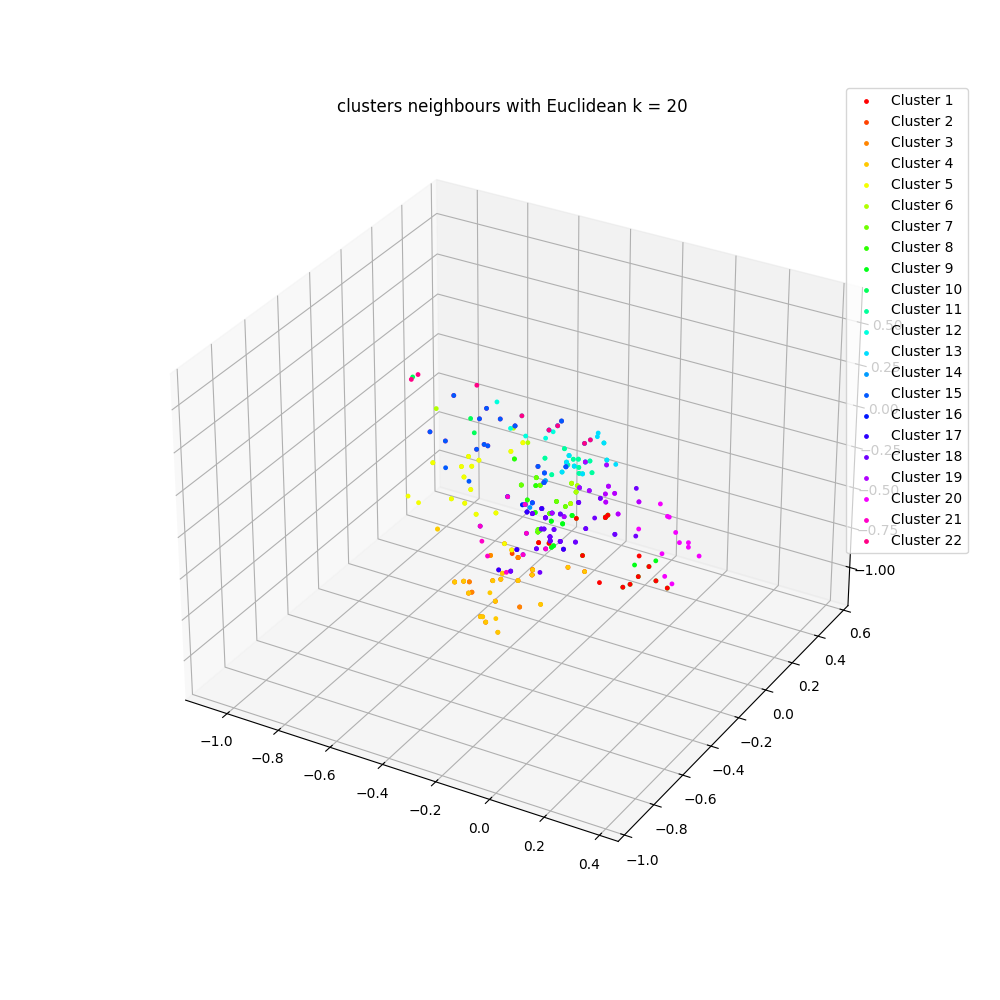 clusters neighbours with Euclidean k = 20
Cluster 1
Cluster 2
Cluster 3
Cluster 4
Cluster 5
Cluster 6
Cluster 7
Cluster 8
Cluster 9
Cluster 10
Cluster 11
Cluster 12
Cluster 13
Cluster 14
Cluster 15
Cluster 16
Cluster 17
Cluster 18
Cluster 19
Cluster 20
Cluster 21
Cluster 22
0.50
0.25
0.00
−0.25
−0.50
−0.75
−1.00
0.6
0.4
0.2
0.0
−0.2
−0.4
−0.6
−0.8
−1.0
−1.0
−0.8
−0.6
−0.4
−0.2
0.0
0.2
0.4